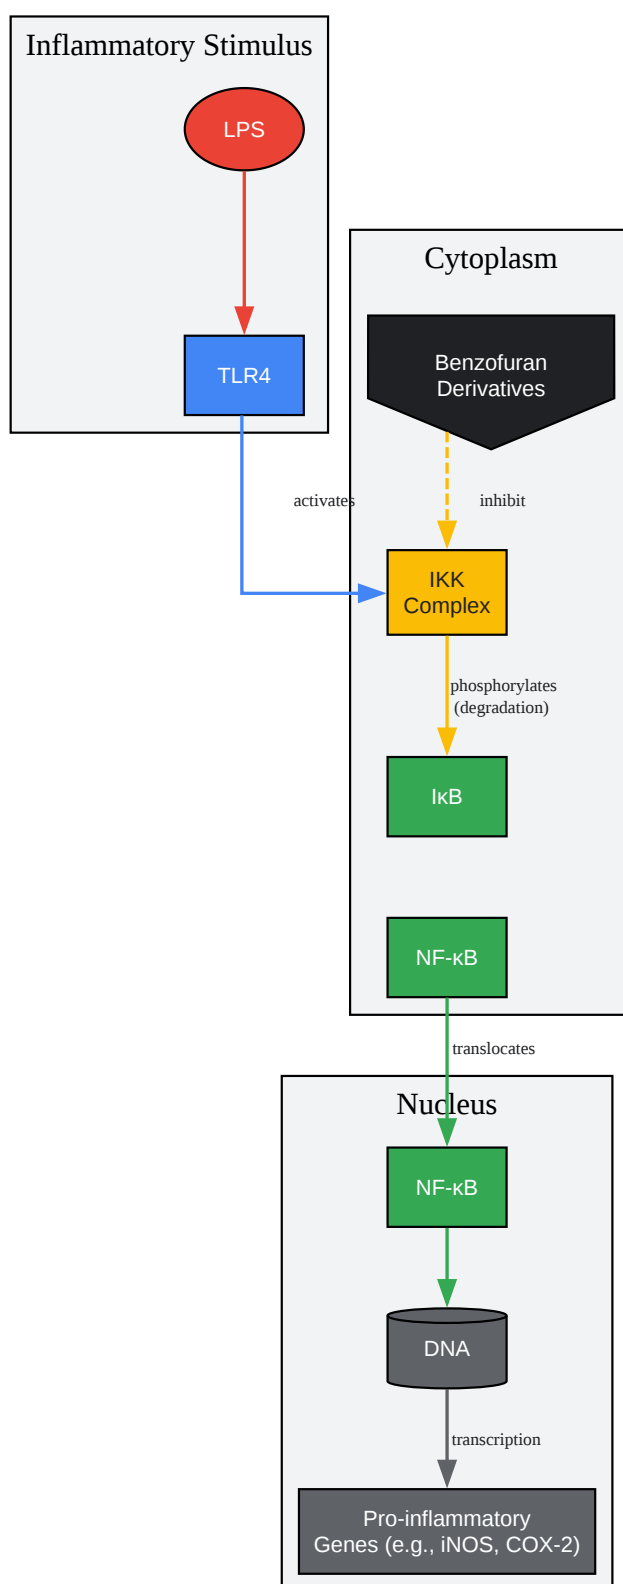 Inflammatory Stimulus
LPS
TLR4
Cytoplasm
Benzofuran
Derivatives
activates
inhibit
IKK
Complex
phosphorylates
(degradation)
IκB
NF-κB
translocates
Nucleus
NF-κB
DNA
transcription
Pro-inflammatory
Genes (e.g., iNOS, COX-2)